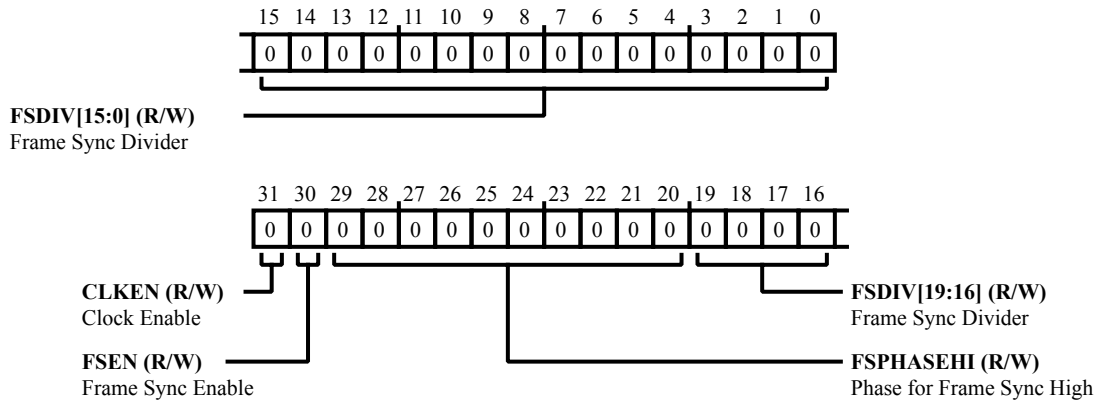 15 14 13 12 11 10 9 8 7 6 5 4 3 2 1 0
0 0 0 0 0 0 0 0 0 0 0 0 0 0 0 0
FSDIV[15:0] (R/W)
Frame Sync Divider
31 30 29 28 27 26 25 24 23 22 21 20 19 18 17 16
0 0 0 0 0 0 0 0 0 0 0 0 0 0 0 0
CLKEN (R/W)
Clock Enable
FSDIV[19:16] (R/W)
Frame Sync Divider
FSEN (R/W)
Frame Sync Enable
FSPHASEHI (R/W)
Phase for Frame Sync High